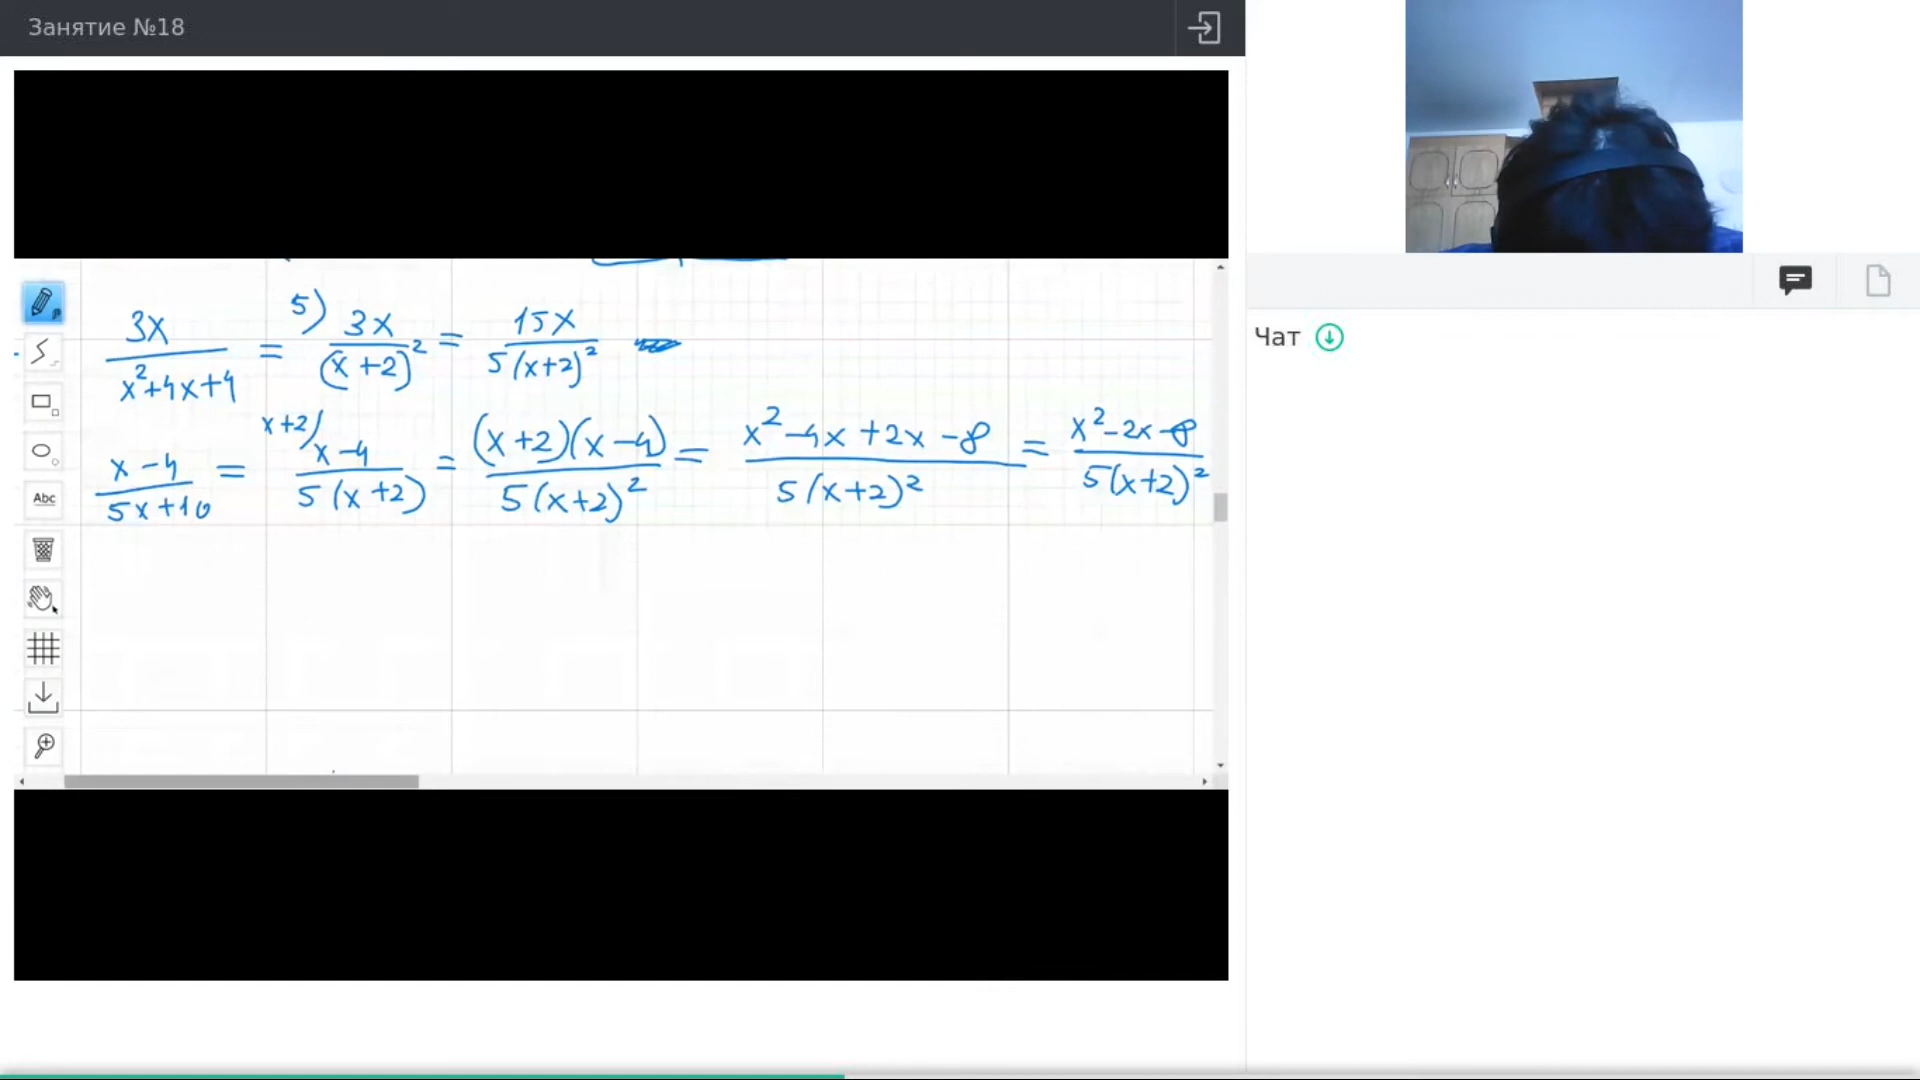 Занятие №18
3x/(x²+4x+4) = 5) 3x/(x+2)² = 15x/5(x+2)²
(x-4)/(5x+10) = x+2/ (x-4)/5(x+2) = (x+2)(x-4)/5(x+2)² = (x²-4x+2x-8)/5(x+2)² = (x²-2x-8)/5(x+2)²
Abc
Чат